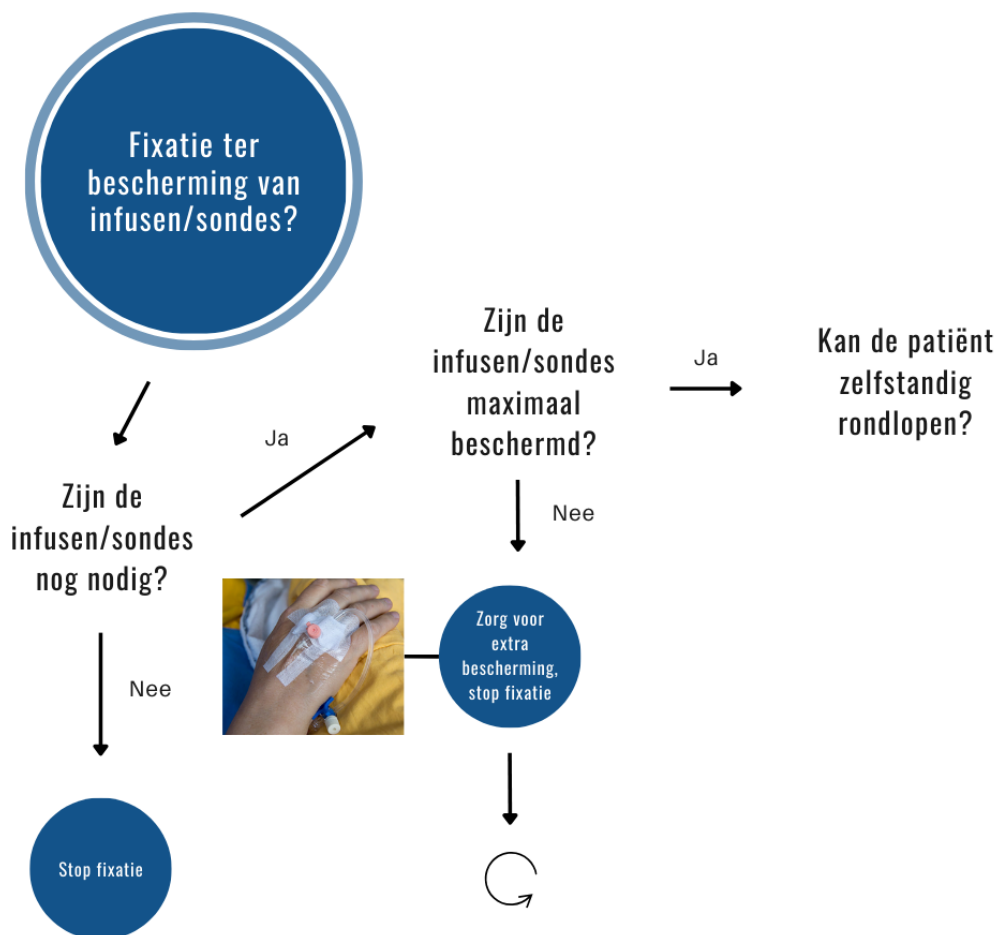 Fixatie ter
bescherming van
infusen/sondes?
Zijn de
infusen/sondes
nog nodig?
Ja
Nee
Stop fixatie
Zijn de
infusen/sondes
maximaal
beschermd?
Ja
Nee
Zorg voor
extra
bescherming,
stop fixatie
Kan de patiënt
zelfstandig
rondlopen?